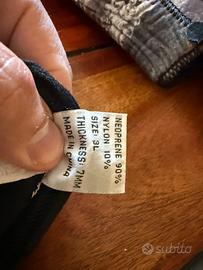 NEOPRENE 90%
NYLON 10%
SIZE: 3L
THICKNESS: 7MM
MADE IN CHINA
subito